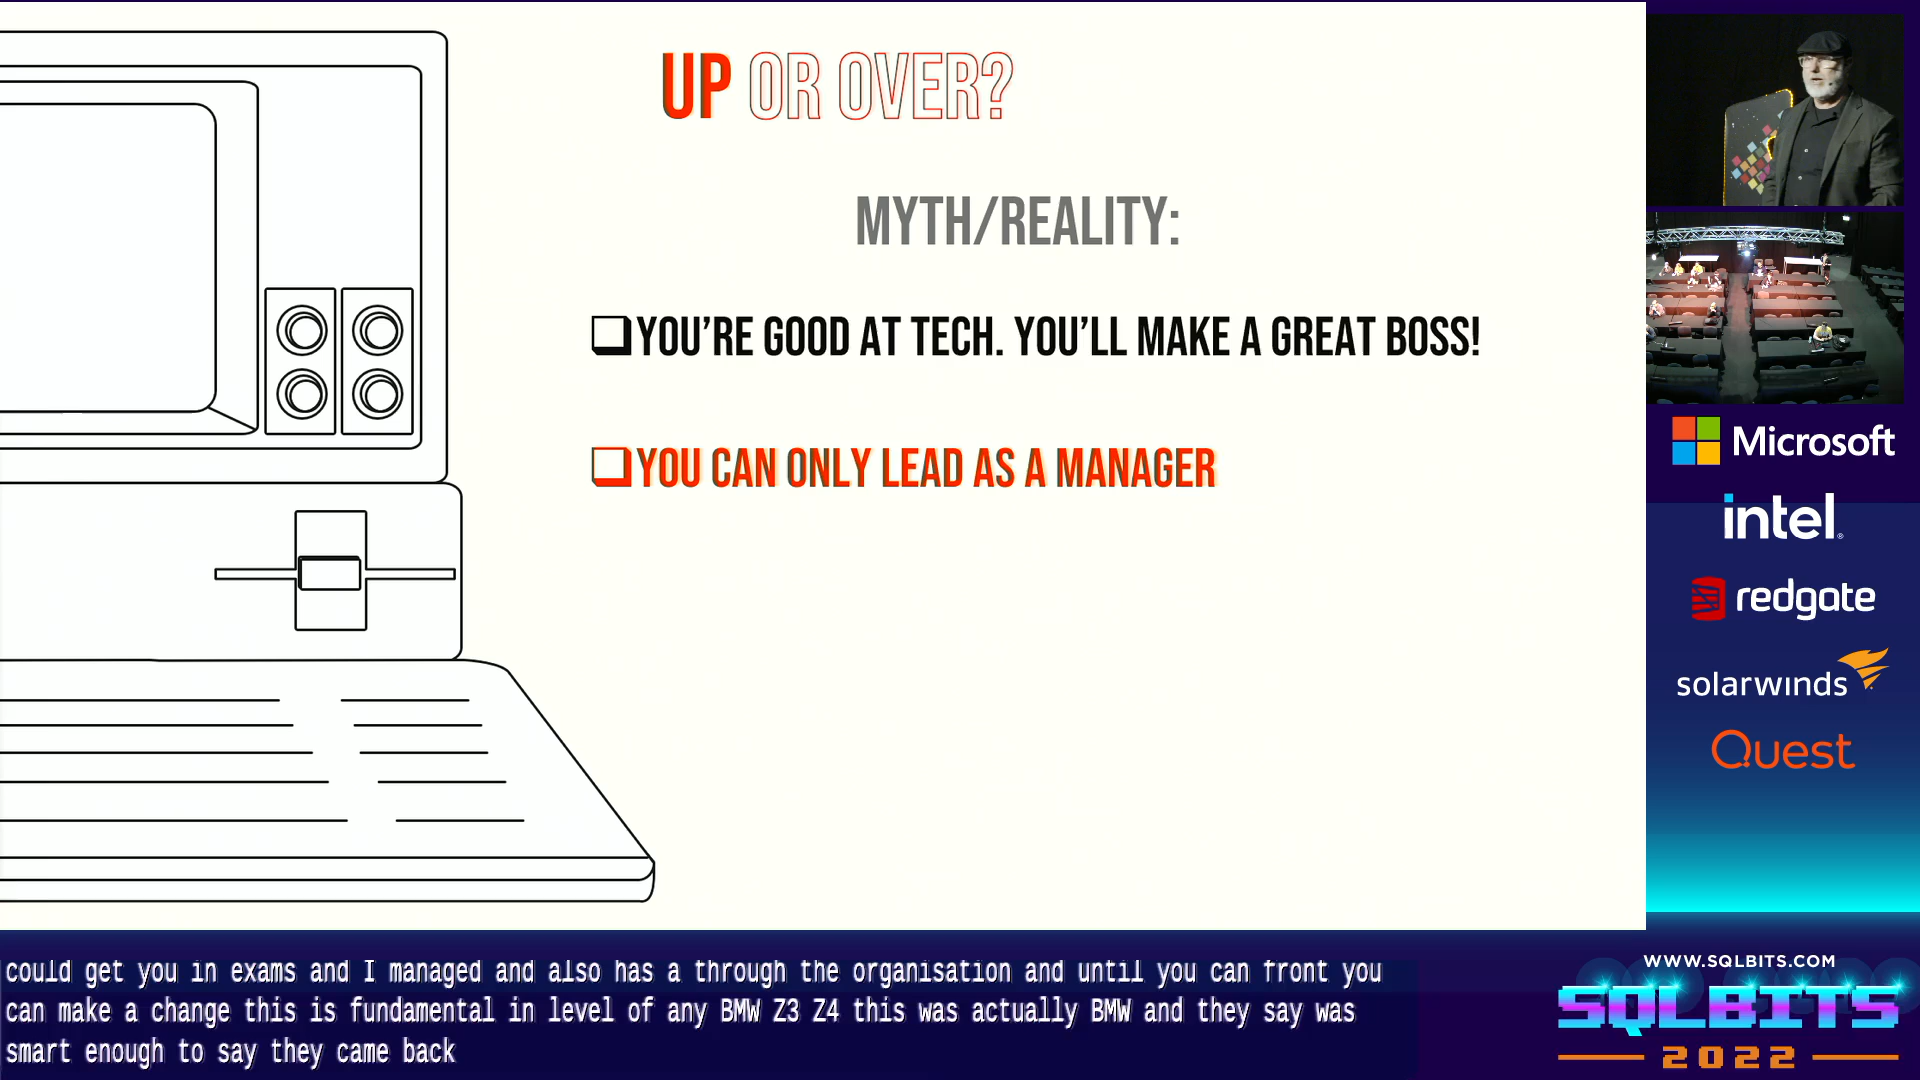 UP OR OVER?
MYTH/REALITY:
YOU'RE GOOD AT TECH. YOU'LL MAKE A GREAT BOSS!
YOU CAN ONLY LEAD AS A MANAGER
Microsoft
intel®
redgate
solarwinds
Quest
could get you in exams and I managed and also has a through the organisation and until you can front you
can make a change this is fundamental in level of any BMW Z3 Z4 this was actually BMW and they say was
smart enough to say they came back
WWW.SQLBITS.COM
SQLBITS
2022